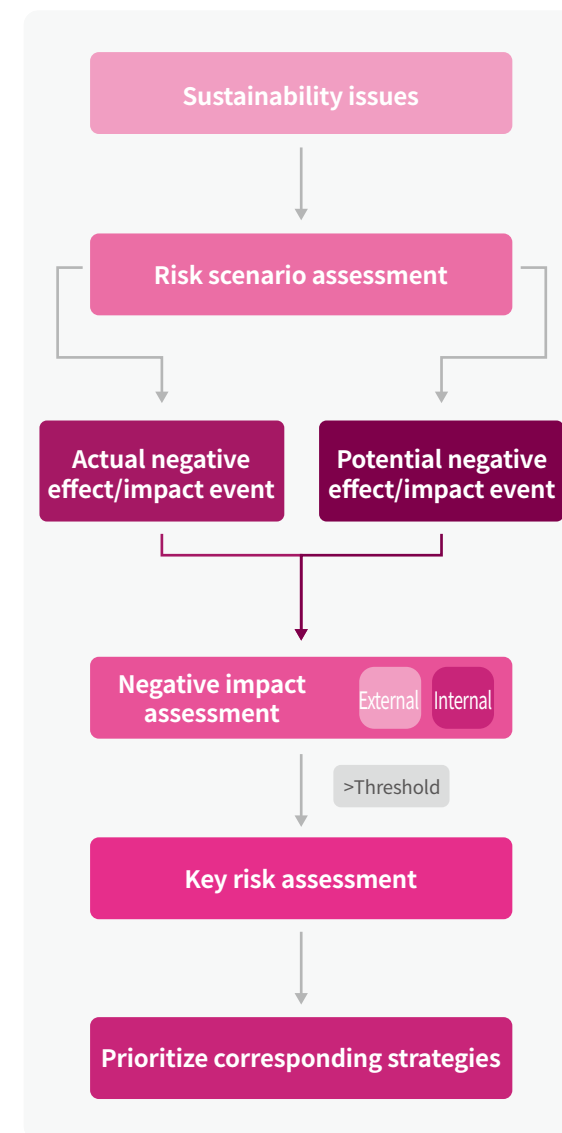 Sustainability issues
Risk scenario assessment
Actual negative
effect/impact event
Potential negative
effect/impact event
Negative impact
assessment
External
Internal
>Threshold
Key risk assessment
Prioritize corresponding strategies